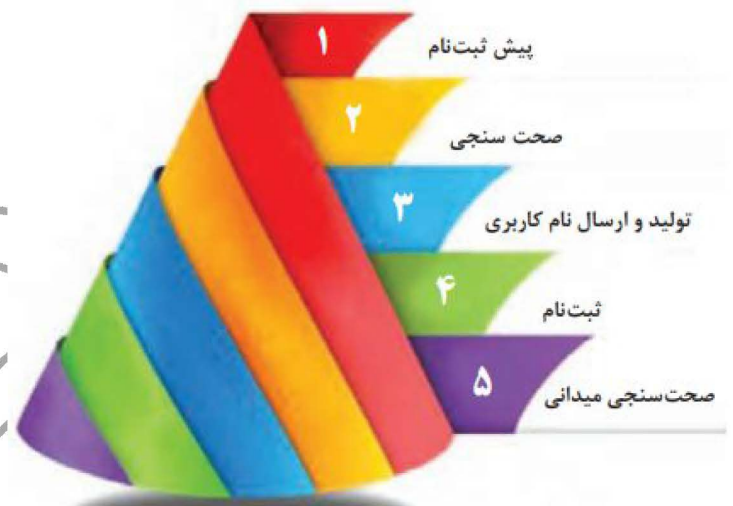 ۱ پیش ثبت‌نام
۲ صحت سنجی
۳ تولید و ارسال نام کاربری
۴ ثبت‌نام
۵ صحت‌سنجی میدانی